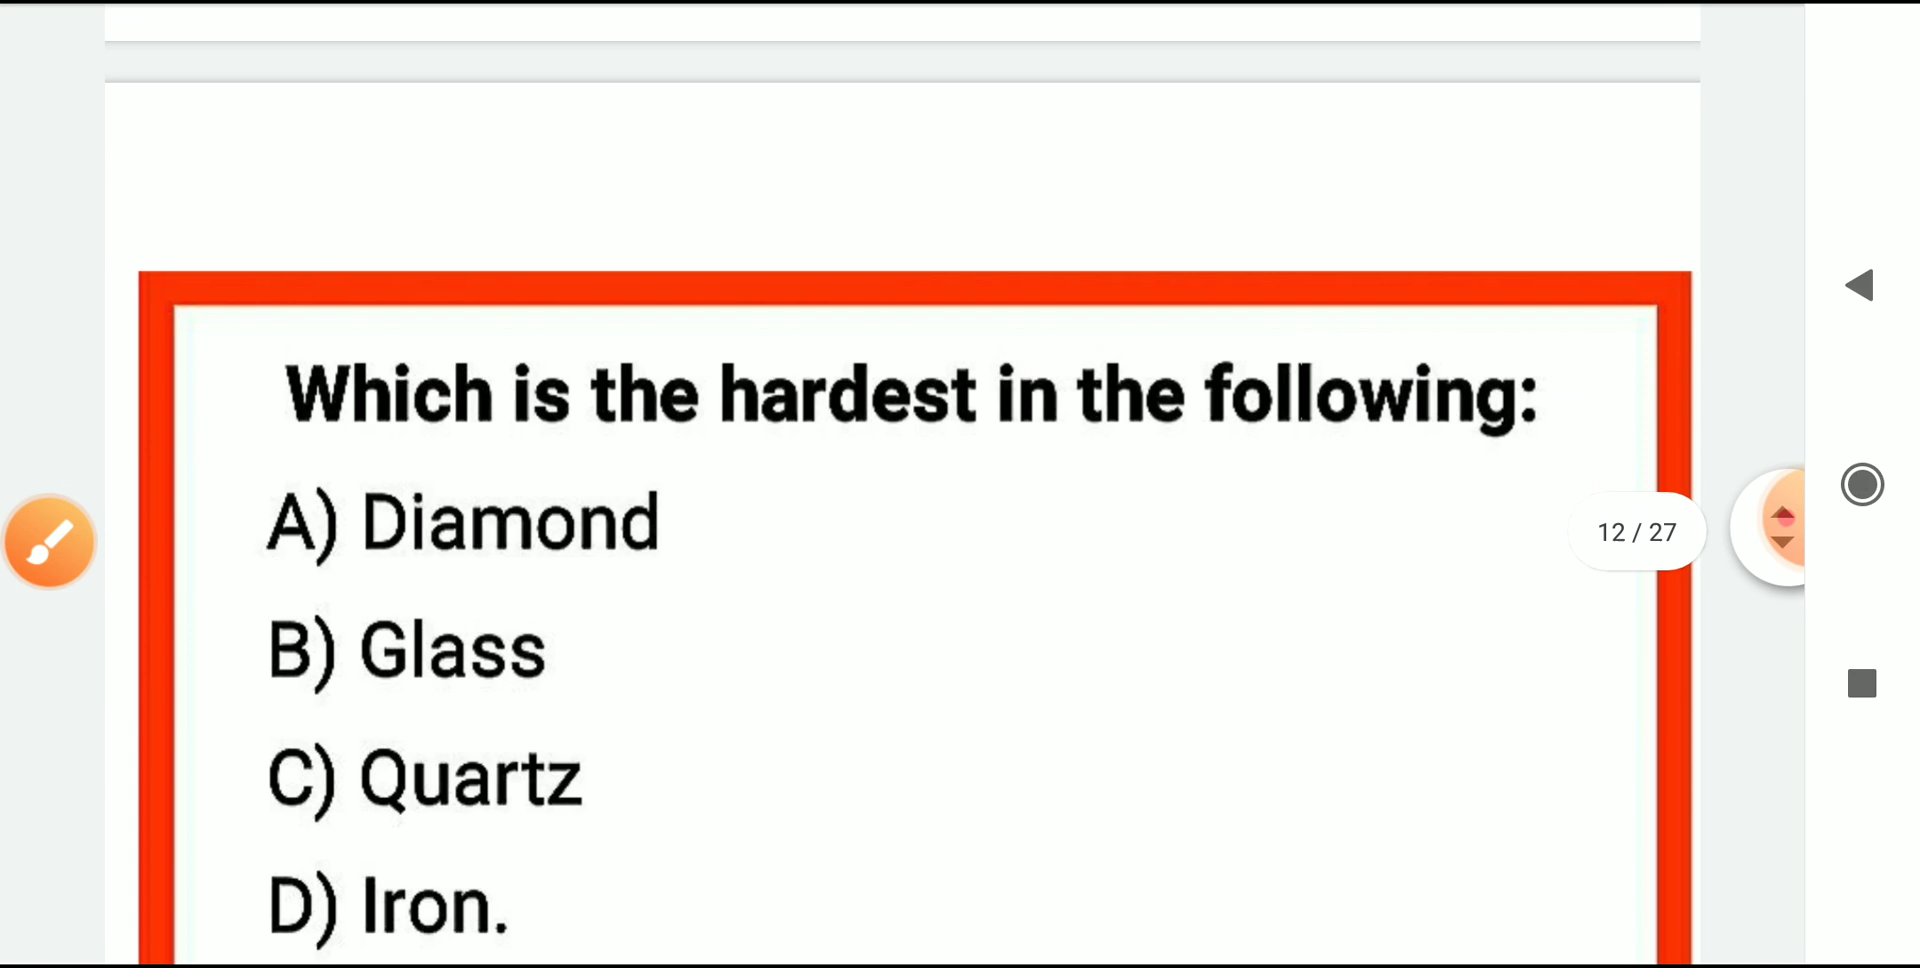 Which is the hardest in the following:
A) Diamond
12 / 27
B) Glass
C) Quartz
D) Iron.